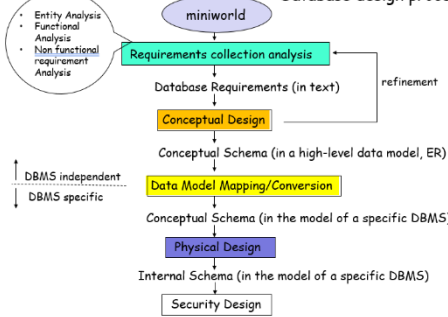 Database design proce
• Entity Analysis
• Functional
Analysis
• Non functional
requirement
Analysis
miniworld
Requirements collection analysis
Database Requirements (in text)
refinement
Conceptual Design
Conceptual Schema (in a high-level data model, ER)
DBMS independent
Data Model Mapping/Conversion
DBMS specific
Conceptual Schema (in the model of a specific DBMS)
Physical Design
Internal Schema (in the model of a specific DBMS)
Security Design